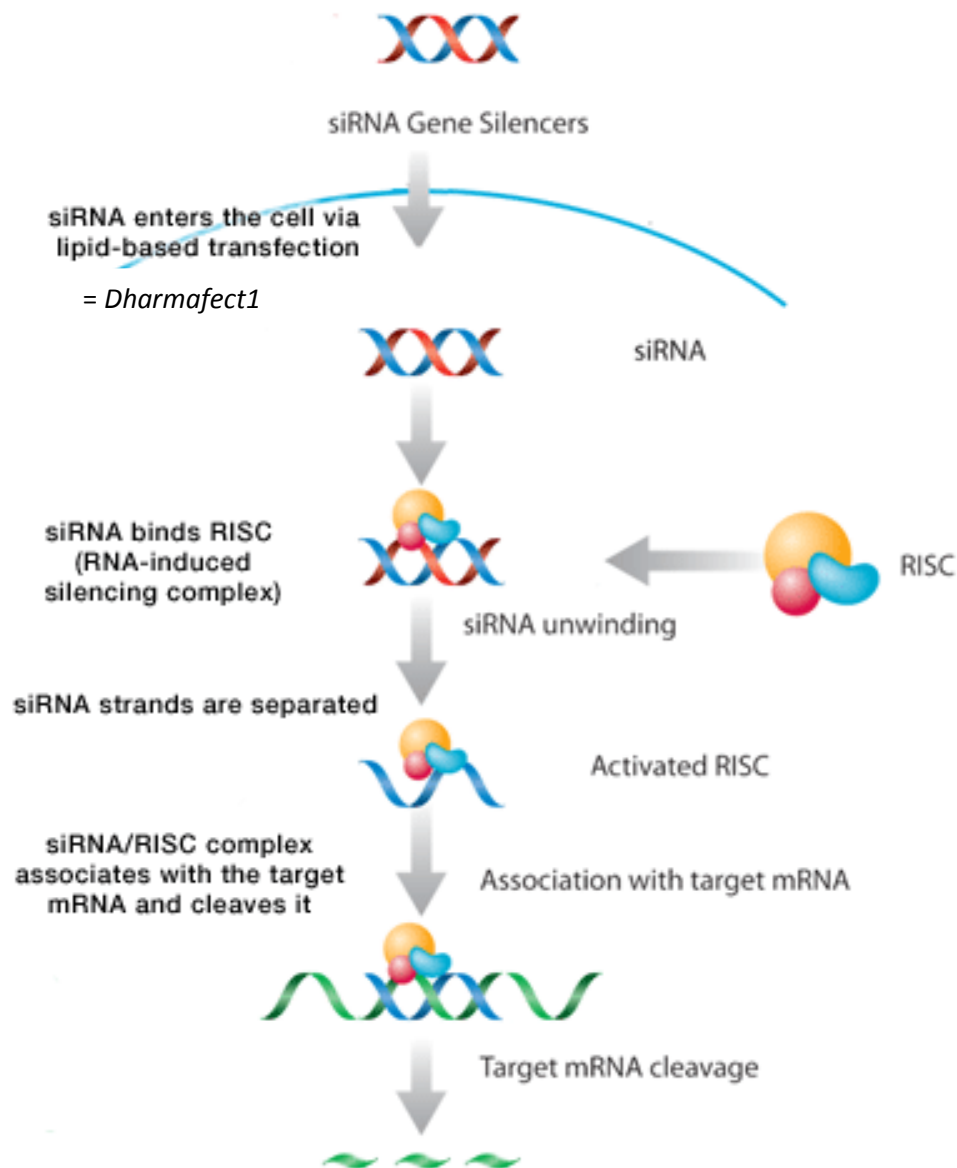 siRNA Gene Silencers
siRNA enters the cell via
lipid-based transfection
= Dharmafect1
siRNA
siRNA binds RISC
(RNA-induced
silencing complex)
RISC
siRNA unwinding
siRNA strands are separated
Activated RISC
siRNA/RISC complex
associates with the target
mRNA and cleaves it
Association with target mRNA
Target mRNA cleavage